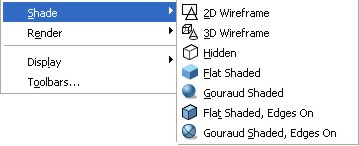 Shade
Render
Display
Toolbars...
2D Wireframe
3D Wireframe
Hidden
Flat Shaded
Gouraud Shaded
Flat Shaded, Edges On
Gouraud Shaded, Edges On